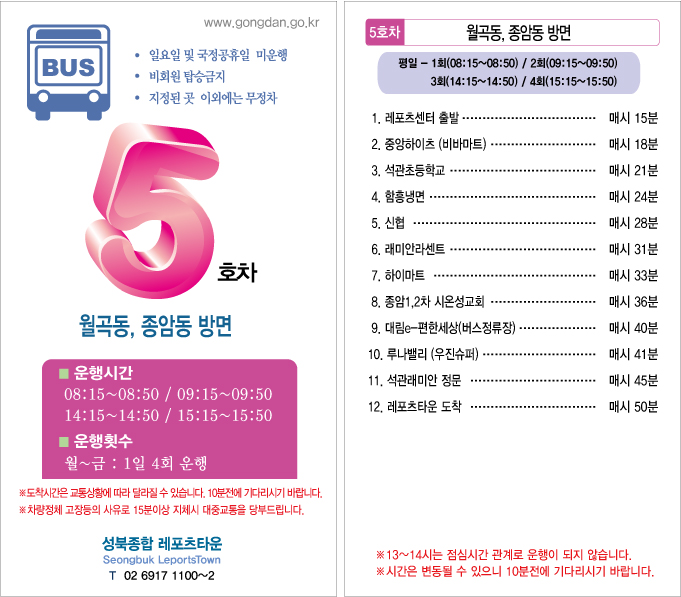 www.gongdan.go.kr
BUS
• 일요일 및 국정공휴일 미운행
• 비회원 탑승금지
• 지정된 곳 이외에는 무정차
5호차
월곡동, 종암동 방면
■ 운행시간
08:15~08:50 / 09:15~09:50
14:15~14:50 / 15:15~15:50
■ 운행횟수
월~금 : 1일 4회 운행
※도착시간은 교통상황에 따라 달라질 수 있습니다. 10분전에 기다리시기 바랍니다.
※차량정체 고장등의 사유로 15분이상 지체시 대중교통을 당부드립니다.
성북종합 레포츠타운
Seongbuk LeportsTown
T 02 6917 1100~2
5호차 월곡동, 종암동 방면
평일 - 1회(08:15~08:50) / 2회(09:15~09:50)
3회(14:15~14:50) / 4회(15:15~15:50)
1. 레포츠센터 출발 매시 15분
2. 중앙하이츠 (비바마트) 매시 18분
3. 석관초등학교 매시 21분
4. 함흥냉면 매시 24분
5. 신협 매시 28분
6. 래미안라센트 매시 31분
7. 하이마트 매시 33분
8. 종암1,2차 시온성교회 매시 36분
9. 대림e-편한세상(버스정류장) 매시 40분
10. 루나밸리 (우진슈퍼) 매시 41분
11. 석관래미안 정문 매시 45분
12. 레포츠타운 도착 매시 50분
※13~14시는 점심시간 관계로 운행이 되지 않습니다.
※시간은 변동될 수 있으니 10분전에 기다리시기 바랍니다.